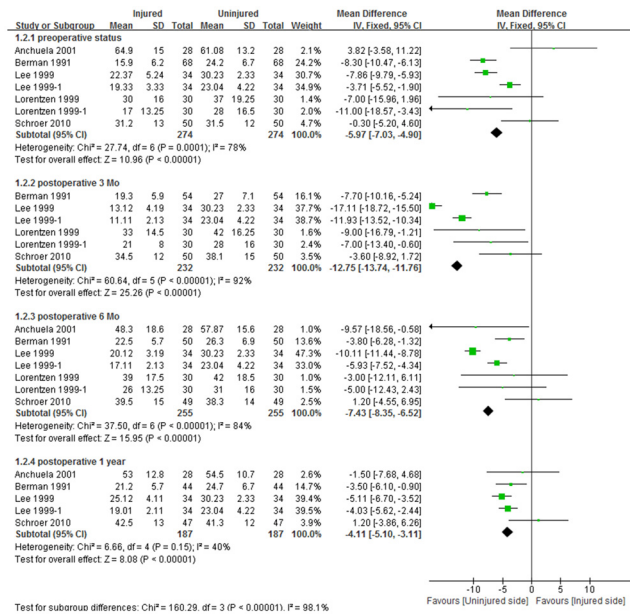 Injured Uninjured Mean Difference Mean Difference
Study or Subgroup Mean SD Total Mean SD Total Weight IV, Fixed, 95% CI IV, Fixed, 95% CI
1.2.1 preoperative status
Anchuela 2001 64.9 15 28 61.08 13.2 28 2.1% 3.82 [-3.58, 11.22]
Berman 1991 15.9 6.2 68 24.2 6.7 68 24.2% -8.30 [-10.47, -6.13]
Lee 1999 22.37 5.24 34 30.23 2.33 34 30.6% -7.86 [-9.79, -5.93]
Lee 1999-1 19.33 3.33 34 23.04 4.22 34 34.7% -3.71 [-5.52, -1.90]
Lorentzen 1999 30 16 30 37 19.25 30 1.4% -7.00 [-15.96, 1.96]
Lorentzen 1999-1 17 13.25 30 28 16.5 30 2.0% -11.00 [-18.57, -3.43]
Schroer 2010 31.2 13 50 31.5 12 50 4.8% -0.30 [-5.20, 4.60]
Subtotal (95% CI) 274 274 100.0% -5.97 [-7.03, -4.90]
Heterogeneity: Chi² = 27.74, df = 6 (P = 0.0001); I² = 78%
Test for overall effect: Z = 10.96 (P < 0.00001)
1.2.2 postoperative 3 Mo
Berman 1991 19.3 5.9 54 27 7.1 54 16.1% -7.70 [-10.16, -5.24]
Lee 1999 13.12 4.19 34 30.23 2.33 34 37.7% -17.11 [-18.72, -15.50]
Lee 1999-1 11.11 2.13 34 23.04 4.22 34 38.7% -11.93 [-13.52, -10.34]
Lorentzen 1999 33 14.5 30 42 16.25 30 1.6% -9.00 [-16.79, -1.21]
Lorentzen 1999-1 21 8 30 28 16 30 2.4% -7.00 [-13.40, -0.60]
Schroer 2010 34.5 12 50 38.1 15 50 3.5% -3.60 [-8.92, 1.72]
Subtotal (95% CI) 232 232 100.0% -12.75 [-13.74, -11.76]
Heterogeneity: Chi² = 60.64, df = 5 (P < 0.00001); I² = 92%
Test for overall effect: Z = 25.26 (P < 0.00001)
1.2.3 postoperative 6 Mo
Anchuela 2001 48.3 18.6 28 57.87 15.6 28 1.0% -9.57 [-18.56, -0.58]
Berman 1991 22.5 5.7 50 26.3 6.9 50 13.6% -3.80 [-6.28, -1.32]
Lee 1999 20.12 3.19 34 30.23 2.33 34 47.4% -10.11 [-11.44, -8.78]
Lee 1999-1 17.11 2.13 34 23.04 4.22 34 33.0% -5.93 [-7.52, -4.34]
Lorentzen 1999 39 17.5 30 42 18.5 30 1.0% -3.00 [-12.11, 6.11]
Lorentzen 1999-1 26 13.25 30 31 16 30 1.5% -5.00 [-12.43, 2.43]
Schroer 2010 39.5 15 49 38.3 14 49 2.5% 1.20 [-4.55, 6.95]
Subtotal (95% CI) 255 255 100.0% -7.43 [-8.35, -6.52]
Heterogeneity: Chi² = 37.50, df = 6 (P < 0.00001); I² = 84%
Test for overall effect: Z = 15.95 (P < 0.00001)
1.2.4 postoperative 1 year
Anchuela 2001 53 12.8 28 54.5 10.7 28 2.6% -1.50 [-7.68, 4.68]
Berman 1991 21.2 5.7 44 24.7 6.7 44 14.7% -3.50 [-6.10, -0.90]
Lee 1999 25.12 4.11 34 30.23 2.33 34 39.2% -5.11 [-6.70, -3.52]
Lee 1999-1 19.01 2.11 34 23.04 4.22 34 39.6% -4.03 [-5.62, -2.44]
Schroer 2010 42.5 13 47 41.3 12 47 3.9% 1.20 [-3.86, 6.26]
Subtotal (95% CI) 187 187 100.0% -4.11 [-5.10, -3.11]
Heterogeneity: Chi² = 6.66, df = 4 (P = 0.15); I² = 40%
Test for overall effect: Z = 8.08 (P < 0.00001)
-10 -5 0 5 10
Favours [Uninjured side] Favours [Injured side]
Test for subgroup differences: Chi² = 160.29, df = 3 (P < 0.00001), I² = 98.1%